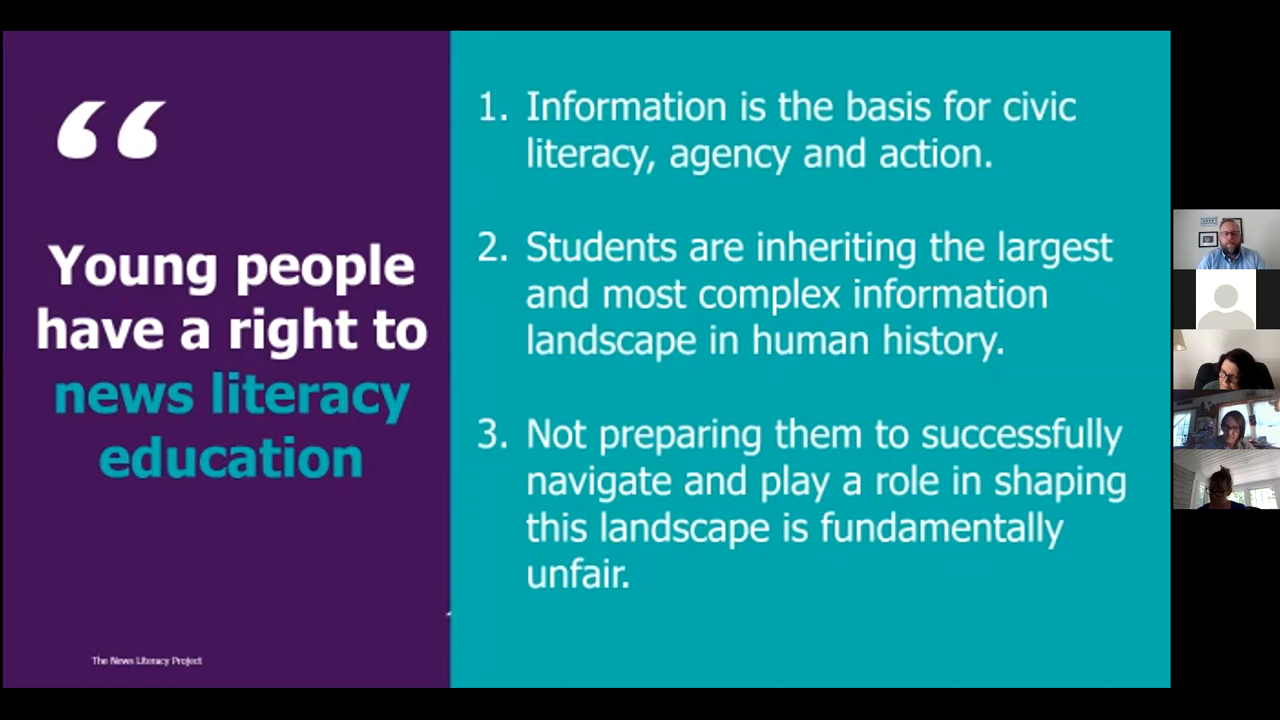 “
Young people
have a right to
news literacy
education
The News Literacy Project
1. Information is the basis for civic
literacy, agency and action.
2. Students are inheriting the largest
and most complex information
landscape in human history.
3. Not preparing them to successfully
navigate and play a role in shaping
this landscape is fundamentally
unfair.